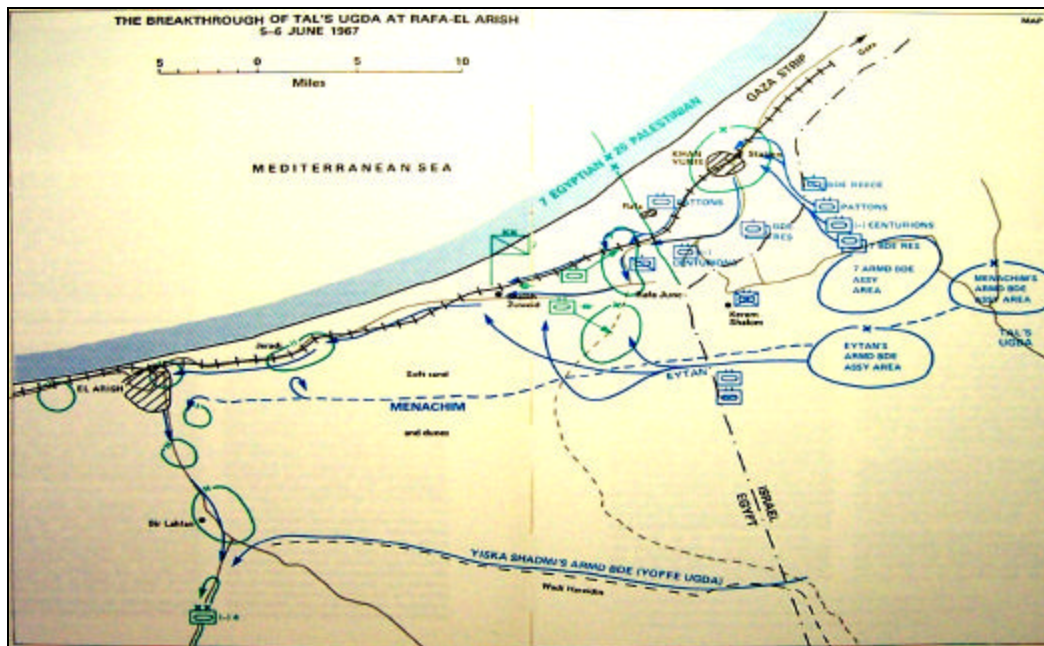 THE BREAKTHROUGH OF TAL'S UGDA AT RAFA-EL ARISH
5-6 JUNE 1967
MAP
5 0 5 10
Miles
MEDITERRANEAN SEA
GAZA STRIP
Gaza
7 EGYPTIAN
20 PALESTINIAN
KHAN
YUNIS
Station
PATTONS
(-) CENTURIONS
7 BDE RES
Rafa
PATTONS
BDE
RES
(-)
CENTURIONS
Rafa Junc
Kerem
Shalom
7 ARMD BDE
ASSY
AREA
MENACHIM'S
ARMD BDE
ASSY AREA
TAL'S
UGDA
EYTAN'S
ARMD BDE
ASSY AREA
Zuweid
Jeradi
EL ARISH
Soft sand
and dunes
MENACHIM
EYTAN
ISRAEL
EGYPT
Bir Lahfan
YISKA SHADMI'S ARMD BDE (YOFFE UGDA)
Wadi Hareidin
(-) 4